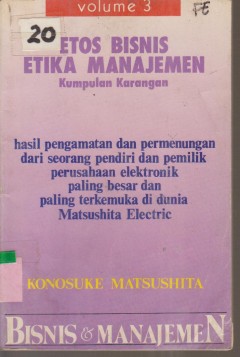 volume 3
FE
20
ETOS BISNIS
ETIKA MANAJEMEN
Kumpulan Karangan
hasil pengamatan dan permenungan
dari seorang pendiri dan pemilik
perusahaan elektronik
paling besar dan
paling terkemuka di dunia
Matsushita Electric
KONOSUKE MATSUSHITA
BISNIS & MANAJEMEN